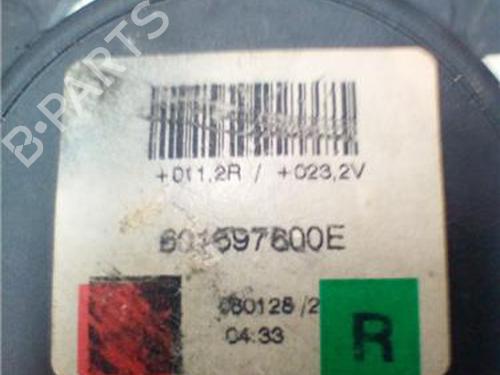 B-PARTS
+011,2R / +023,2V
601597600E
080128/2
04:33
R